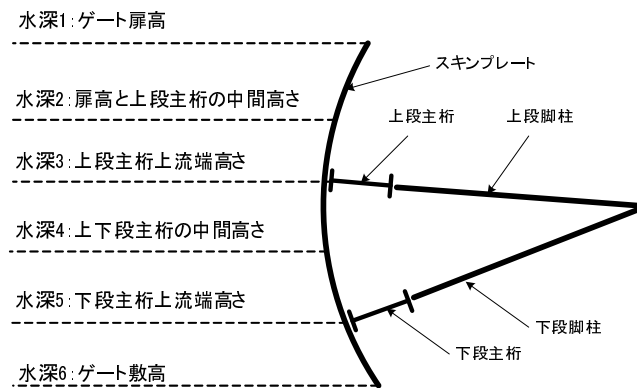 水深1:ゲート扉高
スキンプレート
水深2:扉高と上段主桁の中間高さ
上段主桁
上段脚柱
水深3:上段主桁上流端高さ
水深4:上下段主桁の中間高さ
水深5:下段主桁上流端高さ
下段脚柱
下段主桁
水深6:ゲート敷高